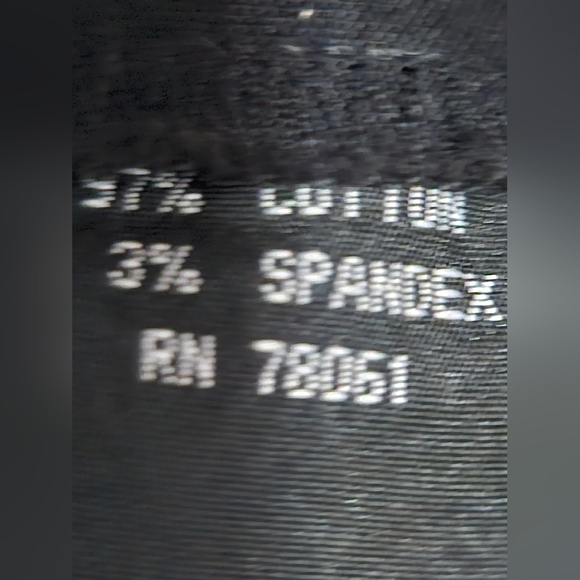 97% COTTON
3% SPANDEX
RN 78061